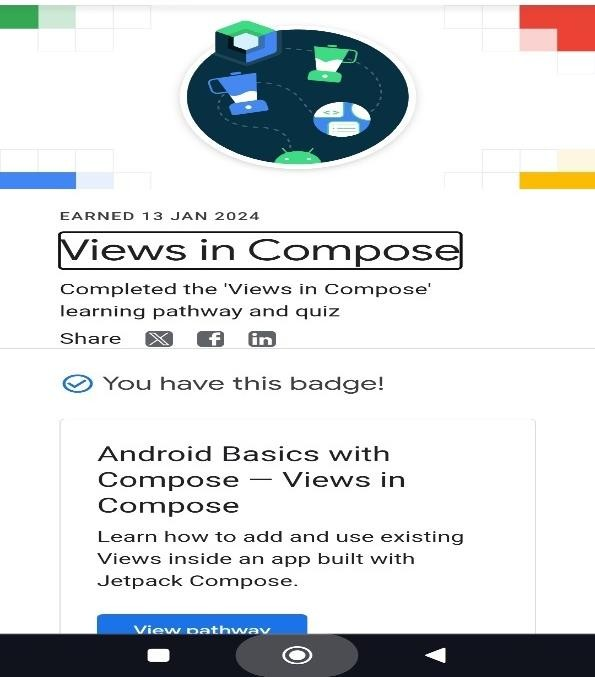 EARNED 13 JAN 2024
Views in Compose
Completed the 'Views in Compose'
learning pathway and quiz
Share
You have this badge!
Android Basics with
Compose — Views in
Compose
Learn how to add and use existing
Views inside an app built with
Jetpack Compose.
View pathway